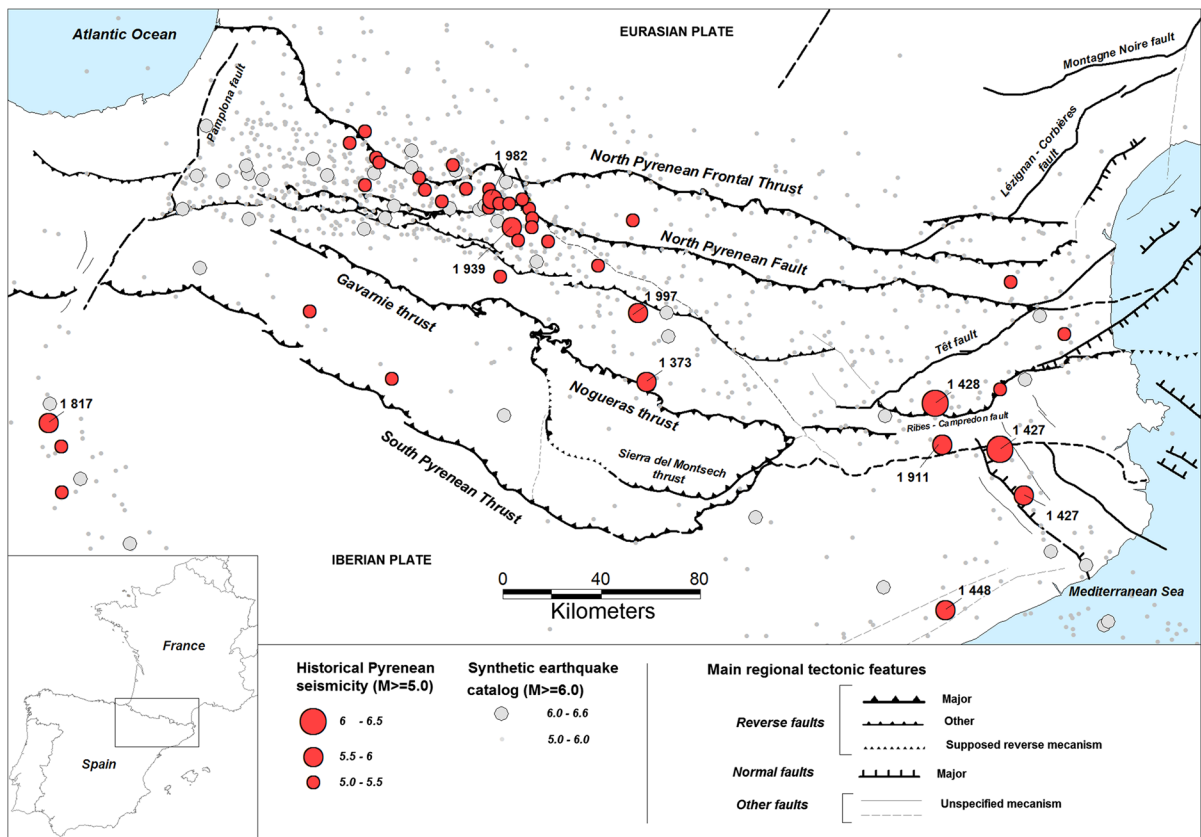 Atlantic Ocean
EURASIAN PLATE
Montagne Noire fault
Pamplona fault
Lézignan - Corbières
fault
1 982
North Pyrenean Frontal Thrust
North Pyrenean Fault
1 939
Gavarnie thrust
1 997
Têt fault
1 373
1 428
Nogueras thrust
Ribes - Campredon fault
1 817
1 427
South Pyrenean Thrust
Sierra del Montsech
thrust
1 911
1 427
IBERIAN PLATE
0 40 80
Kilometers
1 448
Mediterranean Sea
France
Spain
Historical Pyrenean
seismicity (M>=5.0)
6 - 6.5
5.5 - 6
5.0 - 5.5
Synthetic earthquake
catalog (M>=6.0)
6.0 - 6.6
5.0 - 6.0
Main regional tectonic features
Reverse faults
Major
Other
Supposed reverse mecanism
Normal faults
Major
Other faults
Unspecified mecanism